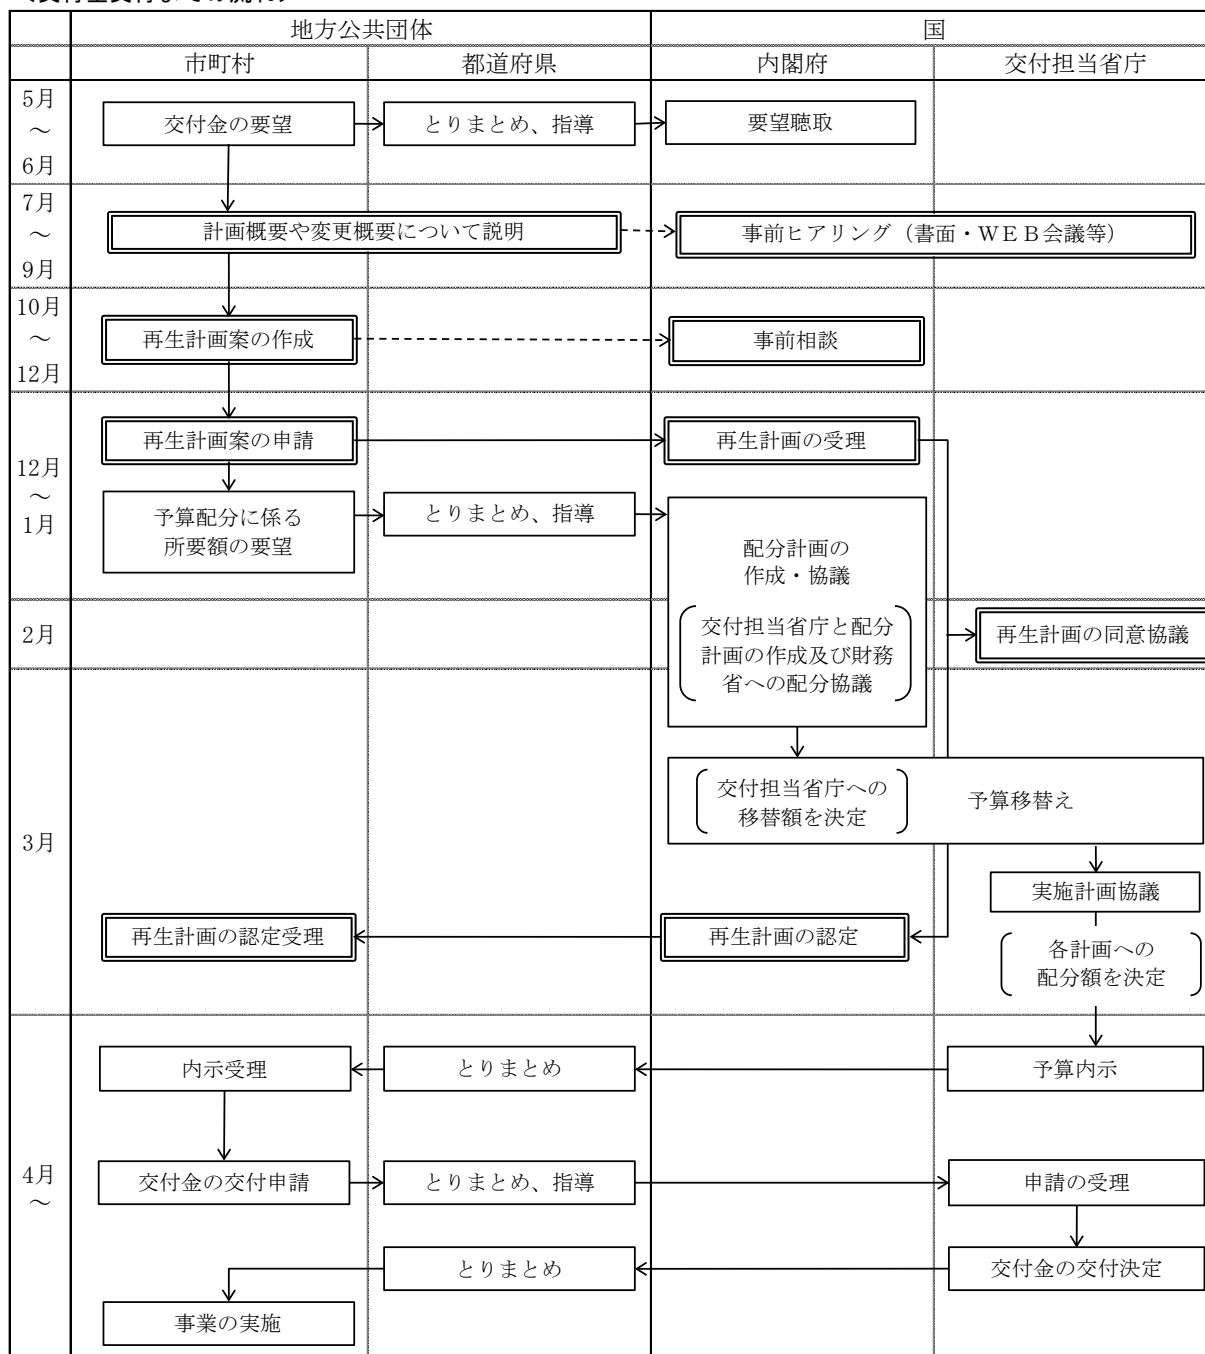 地方公共団体 国
市町村 都道府県 内閣府 交付担当省庁
5月
～
6月
交付金の要望 とりまとめ、指導 要望聴取
7月
～
9月
計画概要や変更概要について説明 事前ヒアリング（書面・ＷＥＢ会議等）
10月
～
12月
再生計画案の作成 事前相談
12月
～
1月
再生計画案の申請 再生計画の受理
予算配分に係る
所要額の要望
とりまとめ、指導
配分計画の
作成・協議
交付担当省庁と配分
計画の作成及び財務
省への配分協議
2月
再生計画の同意協議
3月
交付担当省庁への
移替額を決定
予算移替え
実施計画協議
再生計画の認定受理 再生計画の認定
各計画への
配分額を決定
4月
～
内示受理 とりまとめ 予算内示
交付金の交付申請 とりまとめ、指導 申請の受理
とりまとめ 交付金の交付決定
事業の実施